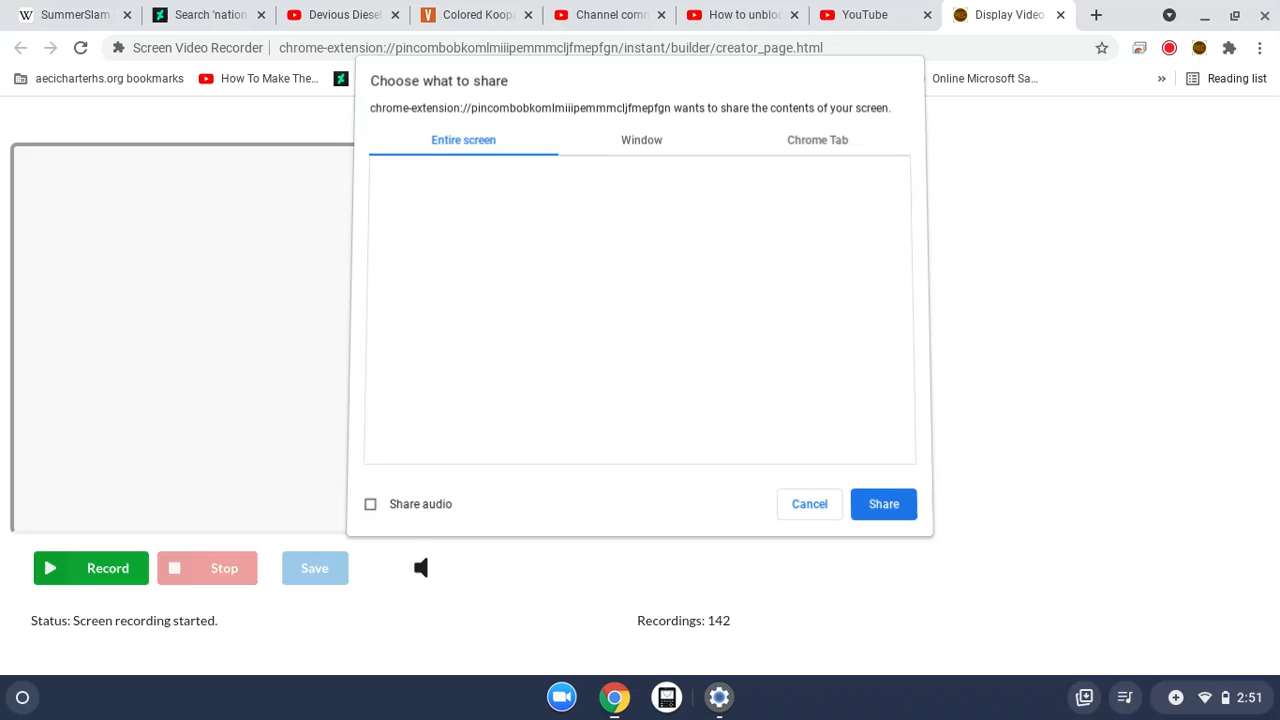 SummerSlam
Search 'nation
Devious Diesel
Colored Koopa
Channel comm
How to unbloc
YouTube
Display Video
Screen Video Recorder
chrome-extension://pincombobkomlmiiipemmmcljfmepfgn/instant/builder/creator_page.html
aecicharterhs.org bookmarks
How To Make The...
Online Microsoft Sa...
»
Reading list
Choose what to share
chrome-extension://pincombobkomlmiiipemmmcljfmepfgn wants to share the contents of your screen.
Entire screen
Window
Chrome Tab
Share audio
Cancel
Share
Record
Stop
Save
Status: Screen recording started.
Recordings: 142
2:51